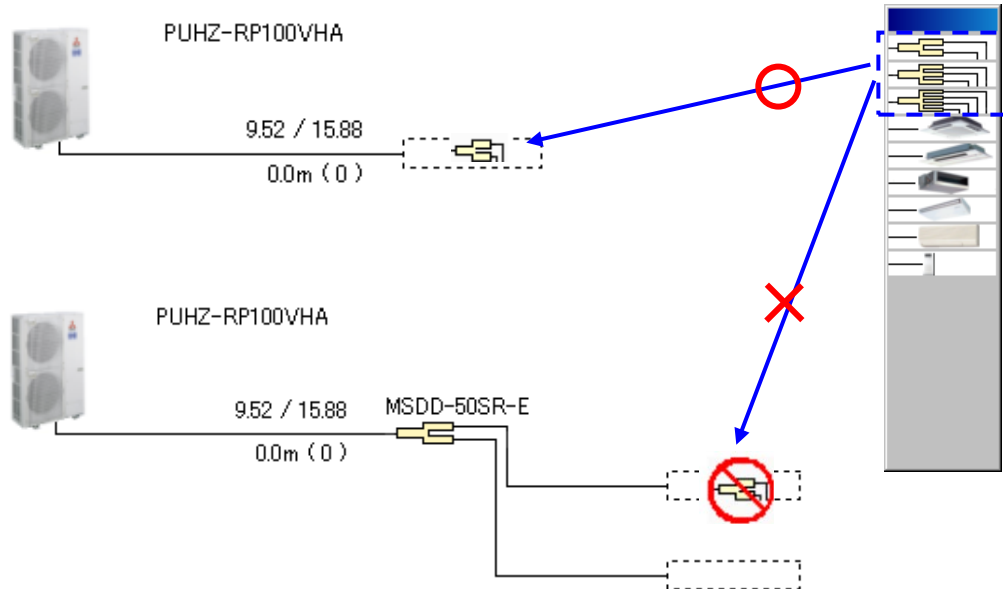 PUHZ-RP100VHA
9.52 / 15.88
0.0m ( 0 )
PUHZ-RP100VHA
9.52 / 15.88
MSDD-50SR-E
0.0m ( 0 )